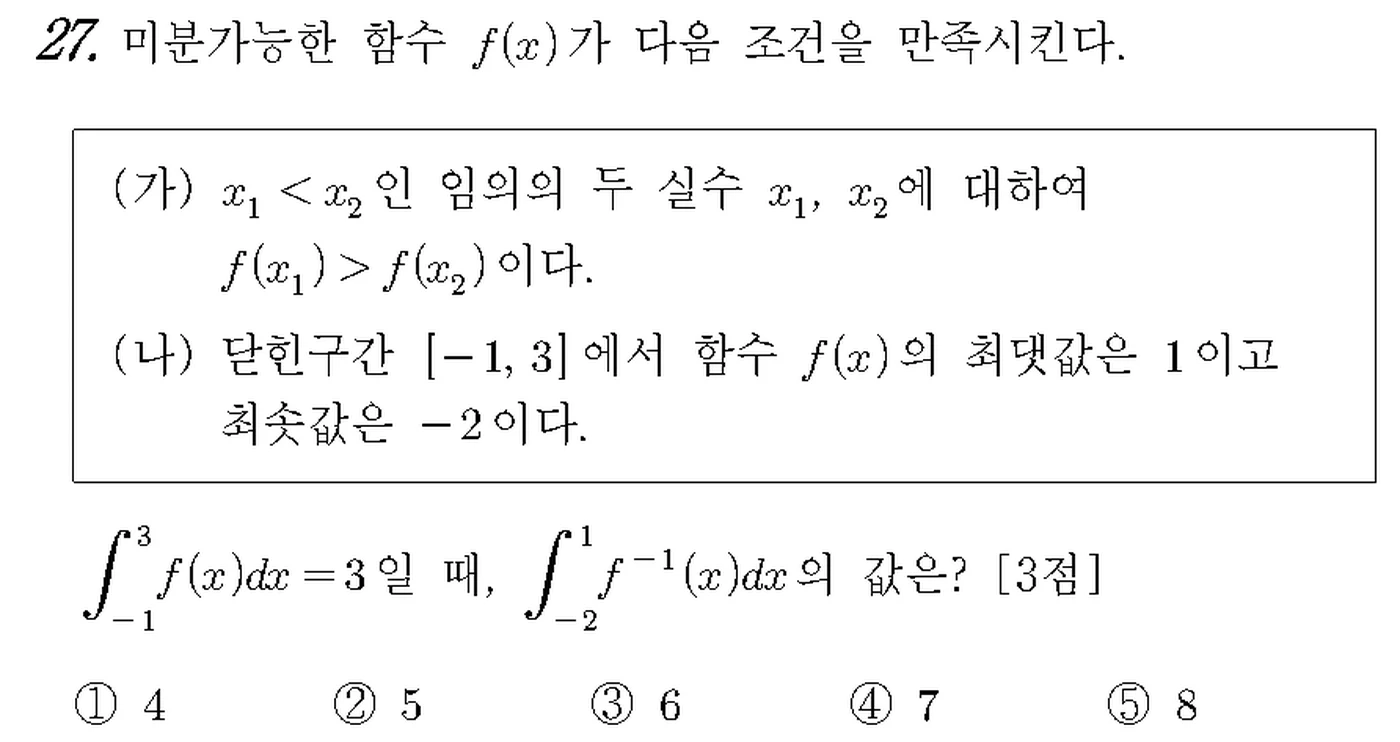 27. 미분가능한 함수 f(x)가 다음 조건을 만족시킨다.
(가) x₁ < x₂인 임의의 두 실수 x₁, x₂에 대하여
f(x₁) > f(x₂)이다.
(나) 닫힌구간 [−1, 3]에서 함수 f(x)의 최댓값은 1이고
최솟값은 −2이다.
∫₋₁³ f(x)dx = 3일 때, ∫₋₂¹ f⁻¹(x)dx의 값은? [3점]
① 4 ② 5 ③ 6 ④ 7 ⑤ 8